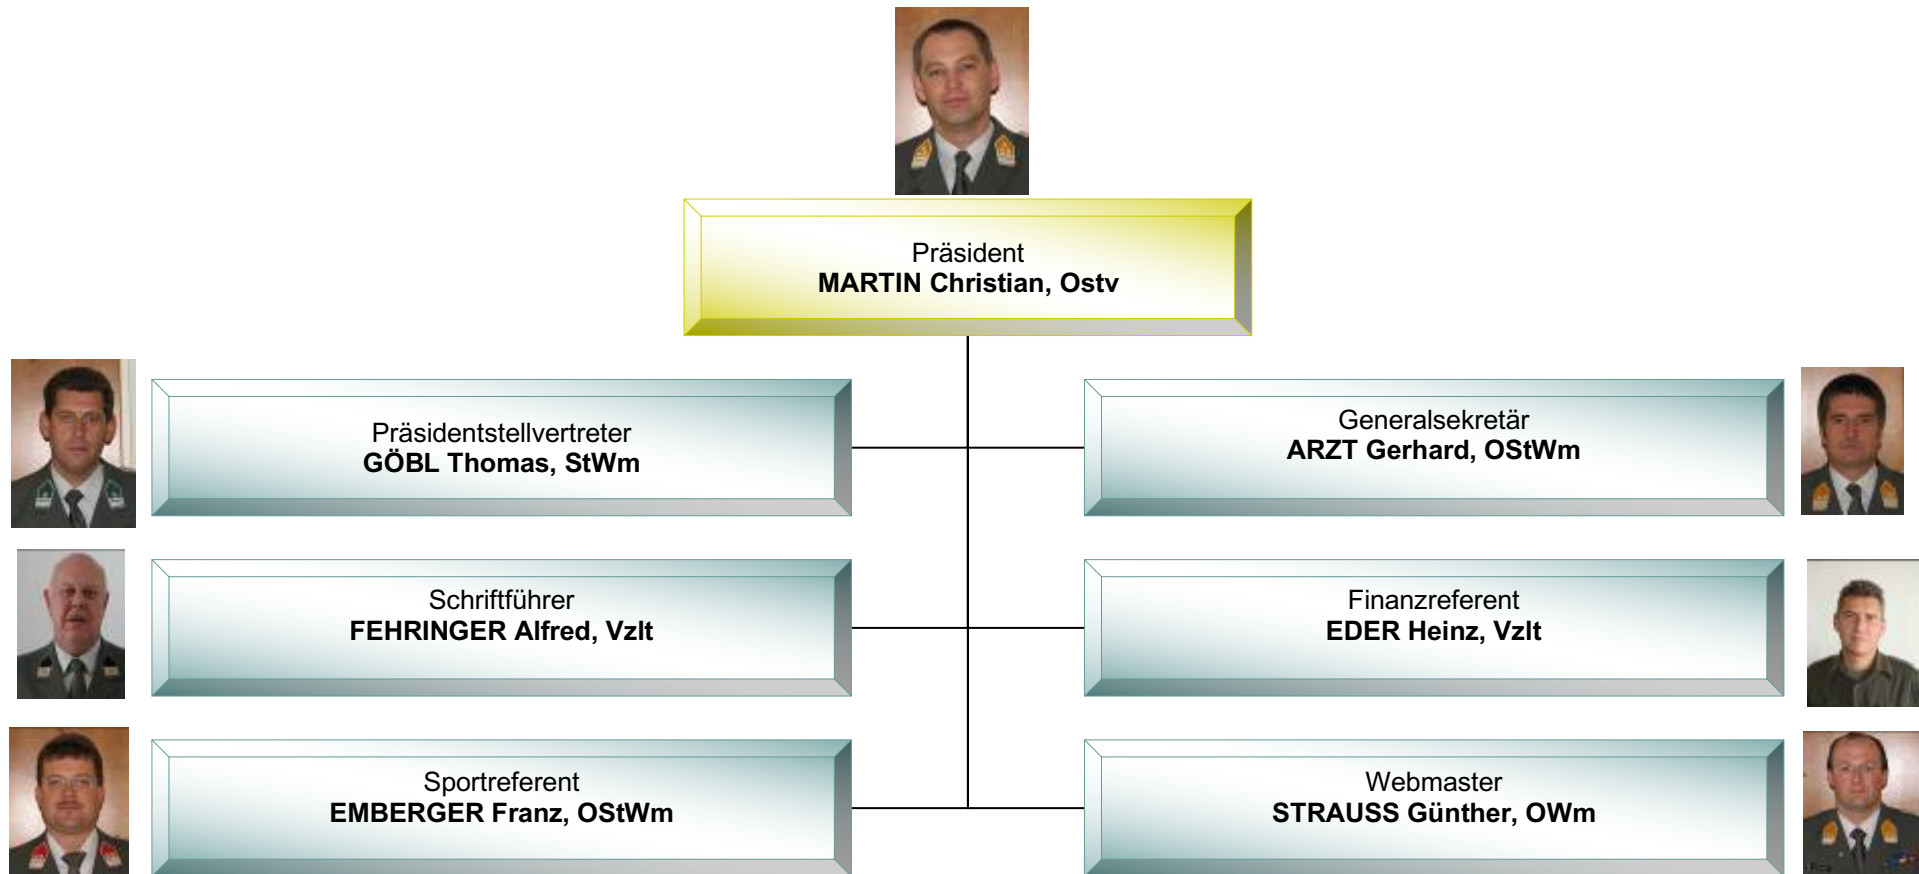 Präsident
MARTIN Christian, Ostv
Präsidentstellvertreter
GÖBL Thomas, StWm
Generalsekretär
ARZT Gerhard, OStWm
Schriftführer
FEHRINGER Alfred, Vzlt
Finanzreferent
EDER Heinz, Vzlt
Sportreferent
EMBERGER Franz, OStWm
Webmaster
STRAUSS Günther, OWm